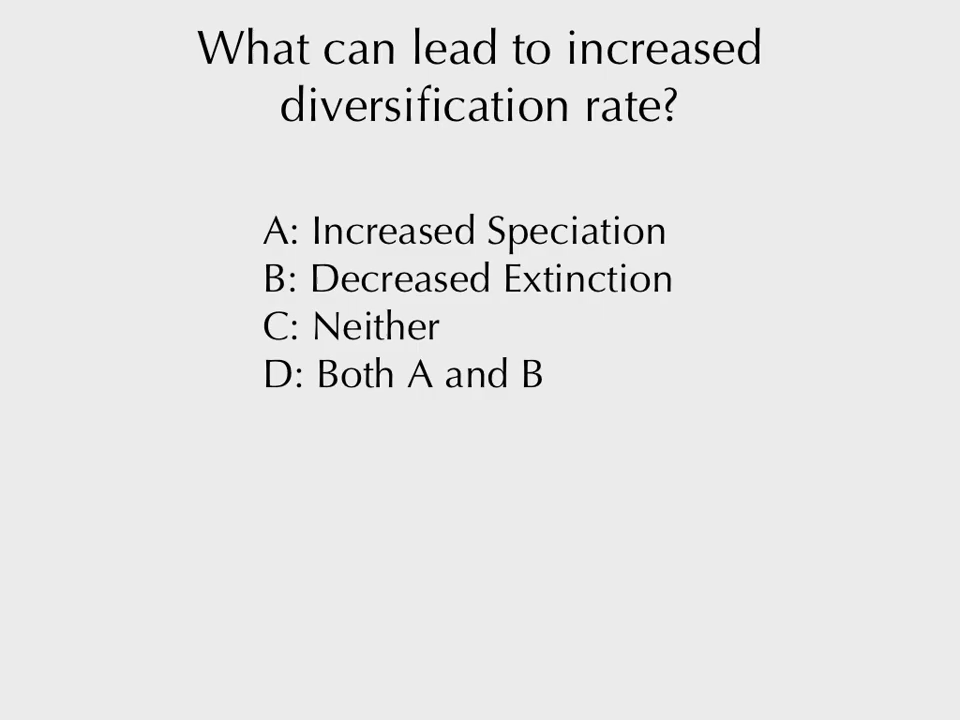 What can lead to increased
diversification rate?
A: Increased Speciation
B: Decreased Extinction
C: Neither
D: Both A and B